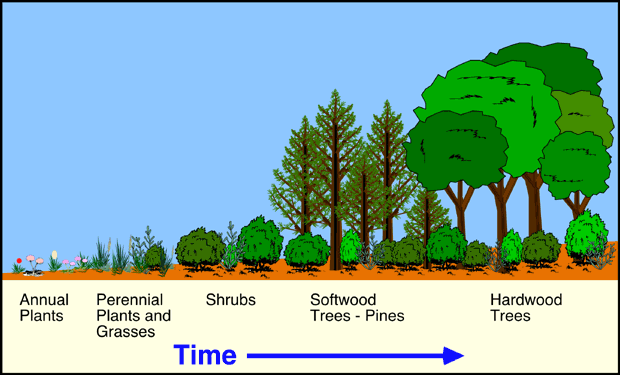 Annual
Plants
Perennial
Plants and
Grasses
Shrubs
Softwood
Trees - Pines
Hardwood
Trees
Time